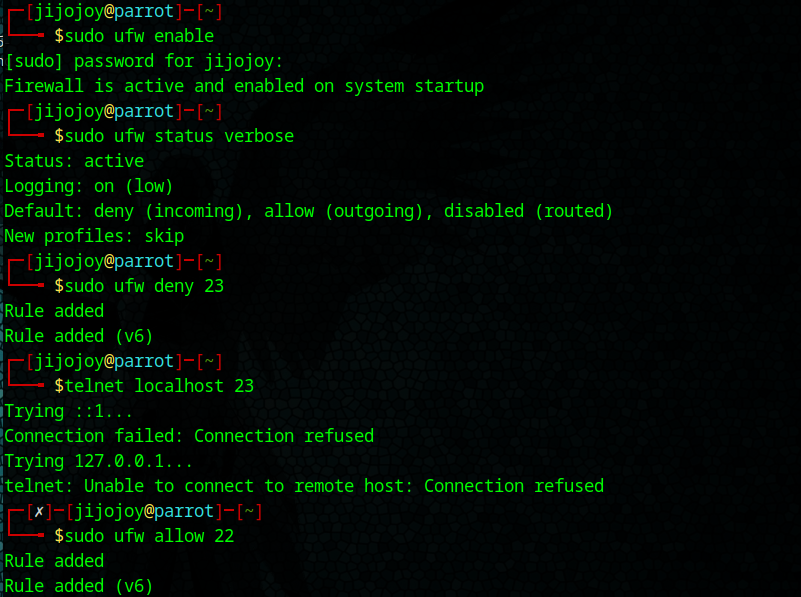 ┌─[jijojoy@parrot]─[~]
└──╼ $sudo ufw enable
[sudo] password for jijojoy:
Firewall is active and enabled on system startup
┌─[jijojoy@parrot]─[~]
└──╼ $sudo ufw status verbose
Status: active
Logging: on (low)
Default: deny (incoming), allow (outgoing), disabled (routed)
New profiles: skip
┌─[jijojoy@parrot]─[~]
└──╼ $sudo ufw deny 23
Rule added
Rule added (v6)
┌─[jijojoy@parrot]─[~]
└──╼ $telnet localhost 23
Trying ::1...
Connection failed: Connection refused
Trying 127.0.0.1...
telnet: Unable to connect to remote host: Connection refused
┌─[✗]─[jijojoy@parrot]─[~]
└──╼ $sudo ufw allow 22
Rule added
Rule added (v6)